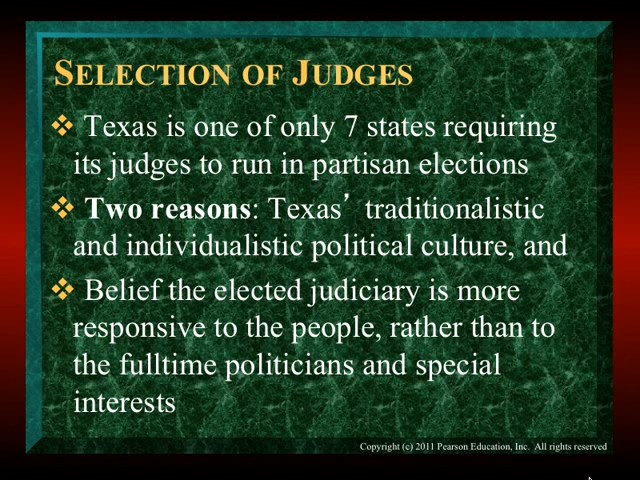 SELECTION OF JUDGES
❖ Texas is one of only 7 states requiring
its judges to run in partisan elections
❖ Two reasons: Texas’ traditionalistic
and individualistic political culture, and
❖ Belief the elected judiciary is more
responsive to the people, rather than to
the fulltime politicians and special
interests
Copyright (c) 2011 Pearson Education, Inc. All rights reserved